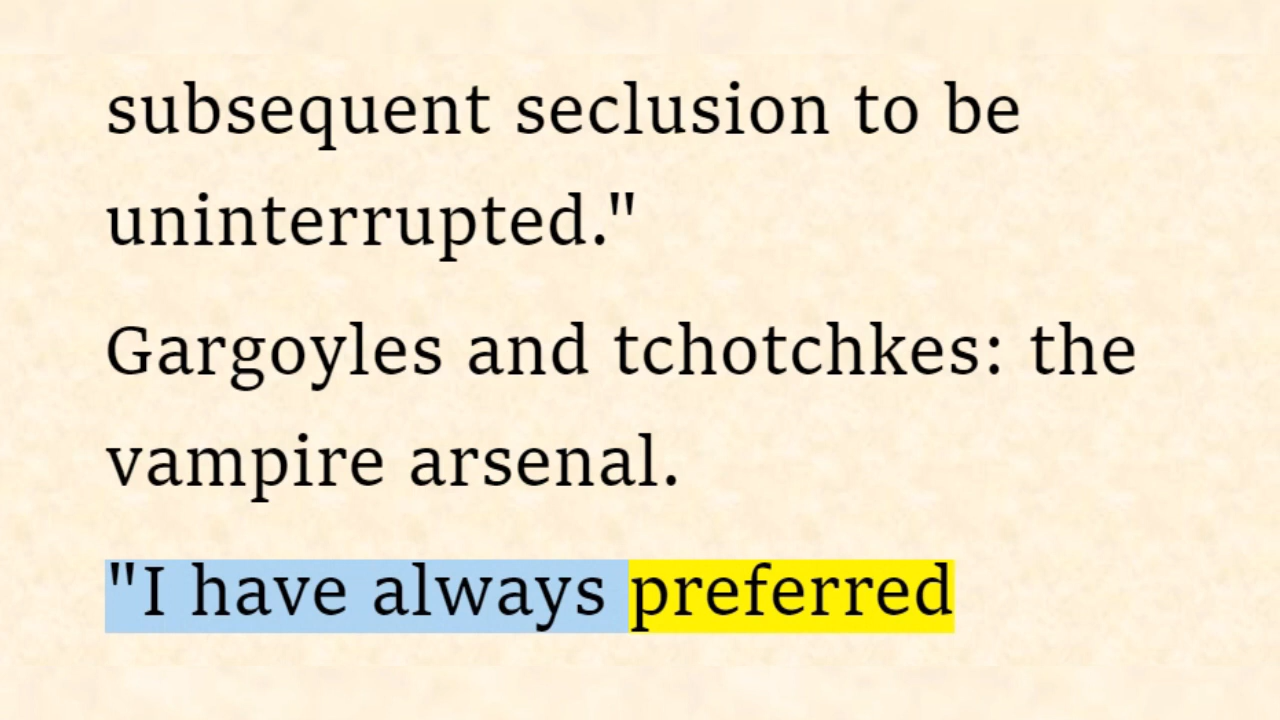 subsequent seclusion to be
uninterrupted."
Gargoyles and tchotchkes: the
vampire arsenal.
"I have always preferred